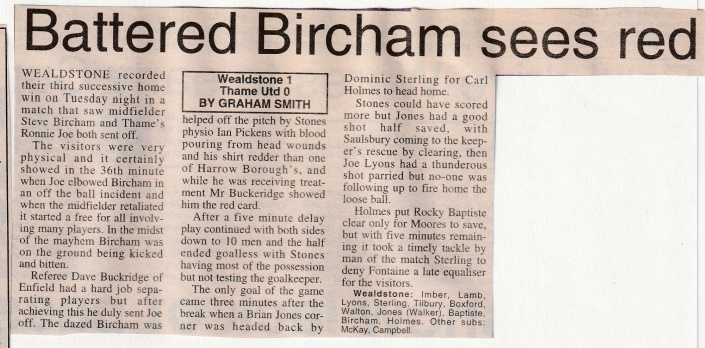 Battered Bircham sees red
WEALDSTONE recorded
their third successive home
win on Tuesday night in a
match that saw midfielder
Steve Bircham and Thame's
Ronnie Joe both sent off.
The visitors were very
physical and it certainly
showed in the 36th minute
when Joe elbowed Bircham in
an off the ball incident and
when the midfielder retaliated
it started a free for all involv-
ing many players. In the midst
of the mayhem Bircham was
on the ground being kicked
and bitten.
Referee Dave Buckridge of
Enfield had a hard job sepa-
rating players but after
achieving this he duly sent Joe
off. The dazed Bircham was
Wealdstone 1
Thame Utd 0
BY GRAHAM SMITH
helped off the pitch by Stones
physio Ian Pickens with blood
pouring from head wounds
and his shirt redder than one
of Harrow Borough's, and
while he was receiving treat-
ment Mr Buckeridge showed
him the red card.
After a five minute delay
play continued with both sides
down to 10 men and the half
ended goalless with Stones
having most of the possession
but not testing the goalkeeper.
The only goal of the game
came three minutes after the
break when a Brian Jones cor-
ner was headed back by
Dominic Sterling for Carl
Holmes to head home.
Stones could have scored
more but Jones had a good
shot half saved, with
Saulsbury coming to the keep-
er's rescue by clearing, then
Joe Lyons had a thunderous
shot parried but no-one was
following up to fire home the
loose ball.
Holmes put Rocky Baptiste
clear only for Moores to save,
but with five minutes remain-
ing it took a timely tackle by
man of the match Sterling to
deny Fontaine a late equaliser
for the visitors.
Wealdstone: Imber, Lamb,
Lyons, Sterling, Tilbury, Boxford,
Walton, Jones (Walker), Baptiste,
Bircham, Holmes. Other subs:
McKay, Campbell.